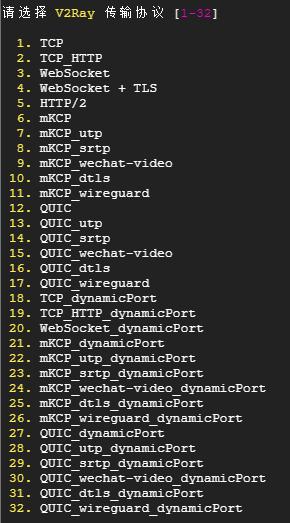 请选择 V2Ray 传输协议 [1-32]
1. TCP
2. TCP_HTTP
3. WebSocket
4. WebSocket + TLS
5. HTTP/2
6. mKCP
7. mKCP_utp
8. mKCP_srtp
9. mKCP_wechat-video
10. mKCP_dtls
11. mKCP_wireguard
12. QUIC
13. QUIC_utp
14. QUIC_srtp
15. QUIC_wechat-video
16. QUIC_dtls
17. QUIC_wireguard
18. TCP_dynamicPort
19. TCP_HTTP_dynamicPort
20. WebSocket_dynamicPort
21. mKCP_dynamicPort
22. mKCP_utp_dynamicPort
23. mKCP_srtp_dynamicPort
24. mKCP_wechat-video_dynamicPort
25. mKCP_dtls_dynamicPort
26. mKCP_wireguard_dynamicPort
27. QUIC_dynamicPort
28. QUIC_utp_dynamicPort
29. QUIC_srtp_dynamicPort
30. QUIC_wechat-video_dynamicPort
31. QUIC_dtls_dynamicPort
32. QUIC_wireguard_dynamicPort